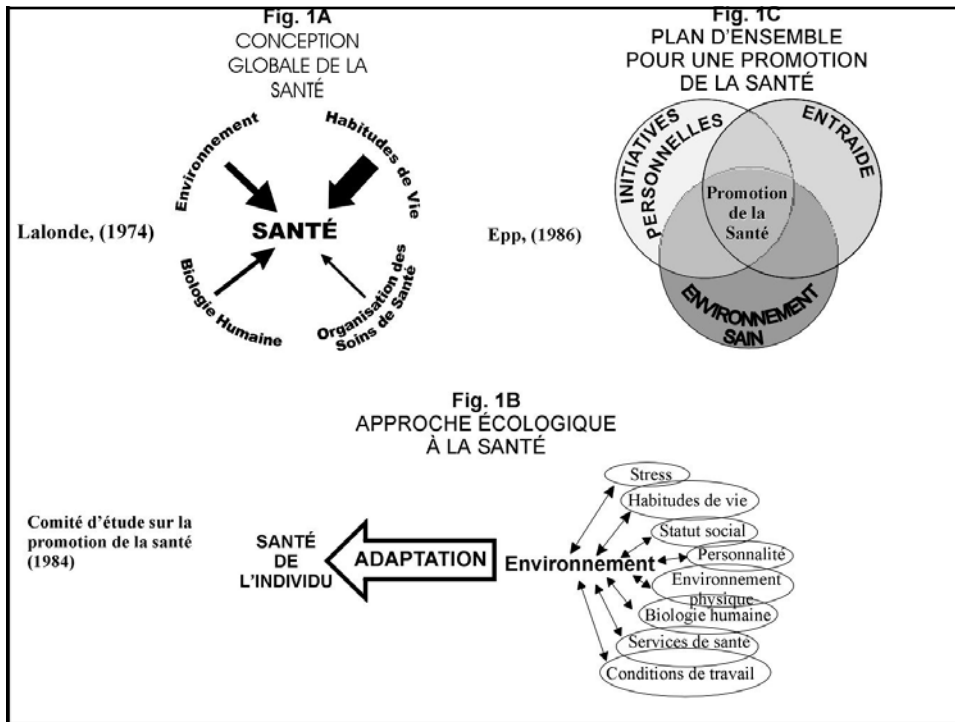 Fig. 1A
CONCEPTION
GLOBALE DE LA
SANTÉ
Environnement
Habitudes de Vie
Lalonde, (1974)
SANTÉ
Biologie Humaine
Organisation des
Soins de Santé
Fig. 1C
PLAN D'ENSEMBLE
POUR UNE PROMOTION
DE LA SANTÉ
INITIATIVES
PERSONNELLES
ENTRAIDE
Epp, (1986)
Promotion
de la
Santé
ENVIRONNEMENT
SAIN
Fig. 1B
APPROCHE ÉCOLOGIQUE
À LA SANTÉ
Comité d'étude sur la
promotion de la santé
(1984)
SANTÉ
DE
L'INDIVIDU
ADAPTATION
Environnement
Stress
Habitudes de vie
Statut social
Personnalité
Environnement
physique
Biologie humaine
Services de santé
Conditions de travail